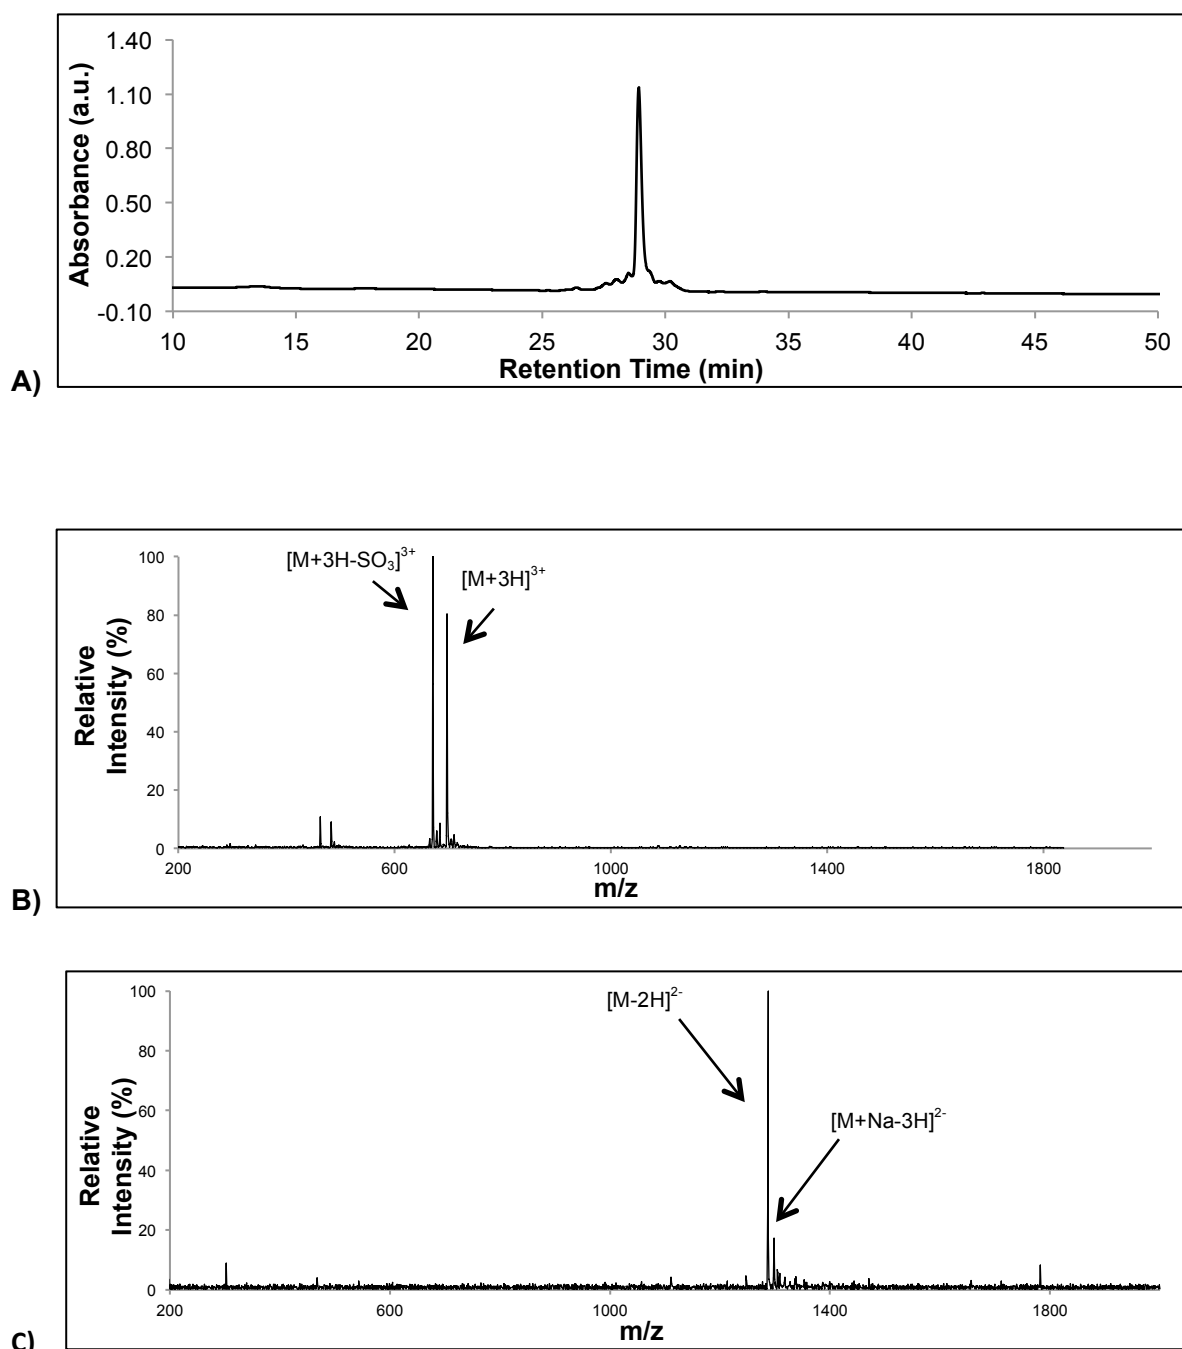 1.40
1.10
0.80
0.50
0.20
-0.10
Absorbance (a.u.)
10 15 20 25 30 35 40 45 50
Retention Time (min)
A)
[M+3H-SO₃]³⁺
[M+3H]³⁺
100
80
60
40
20
0
Relative
Intensity (%)
200 600 1000 1400 1800
m/z
B)
[M-2H]²⁻
[M+Na-3H]²⁻
100
80
60
40
20
0
Relative
Intensity (%)
200 600 1000 1400 1800
m/z
C)